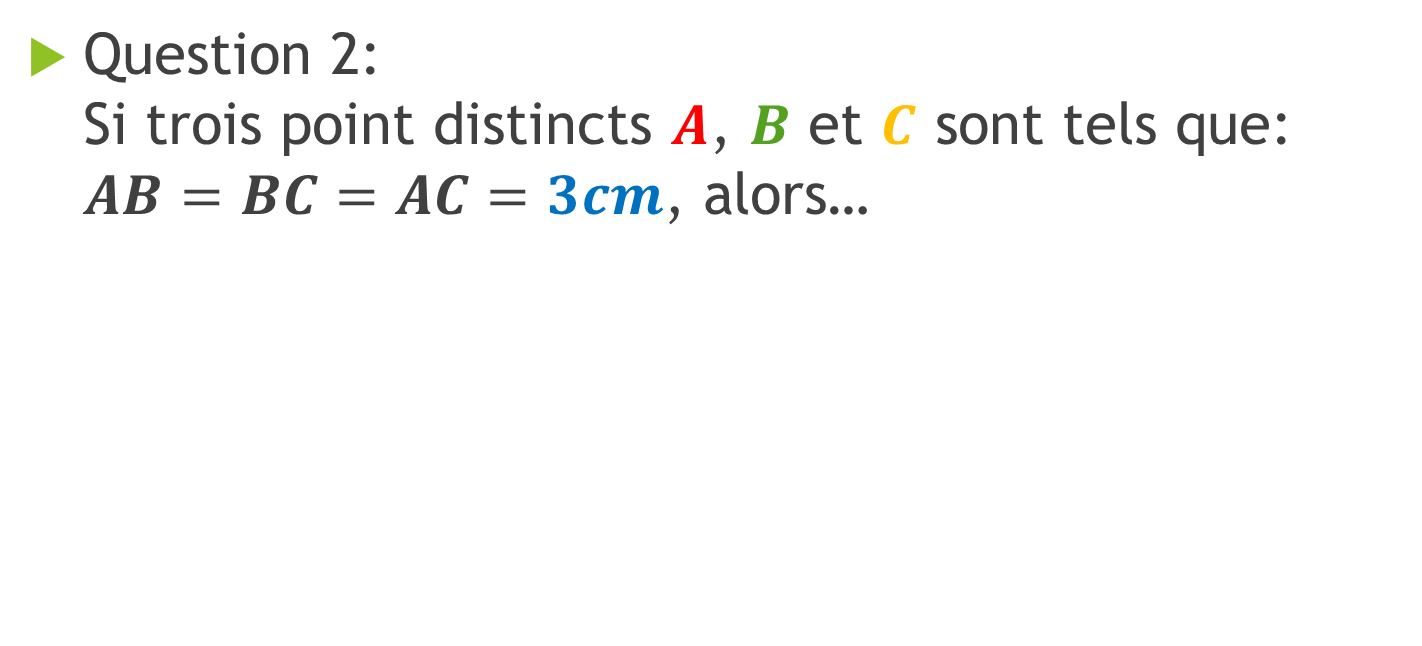 Question 2:
Si trois point distincts A, B et C sont tels que:
AB = BC = AC = 3cm, alors...